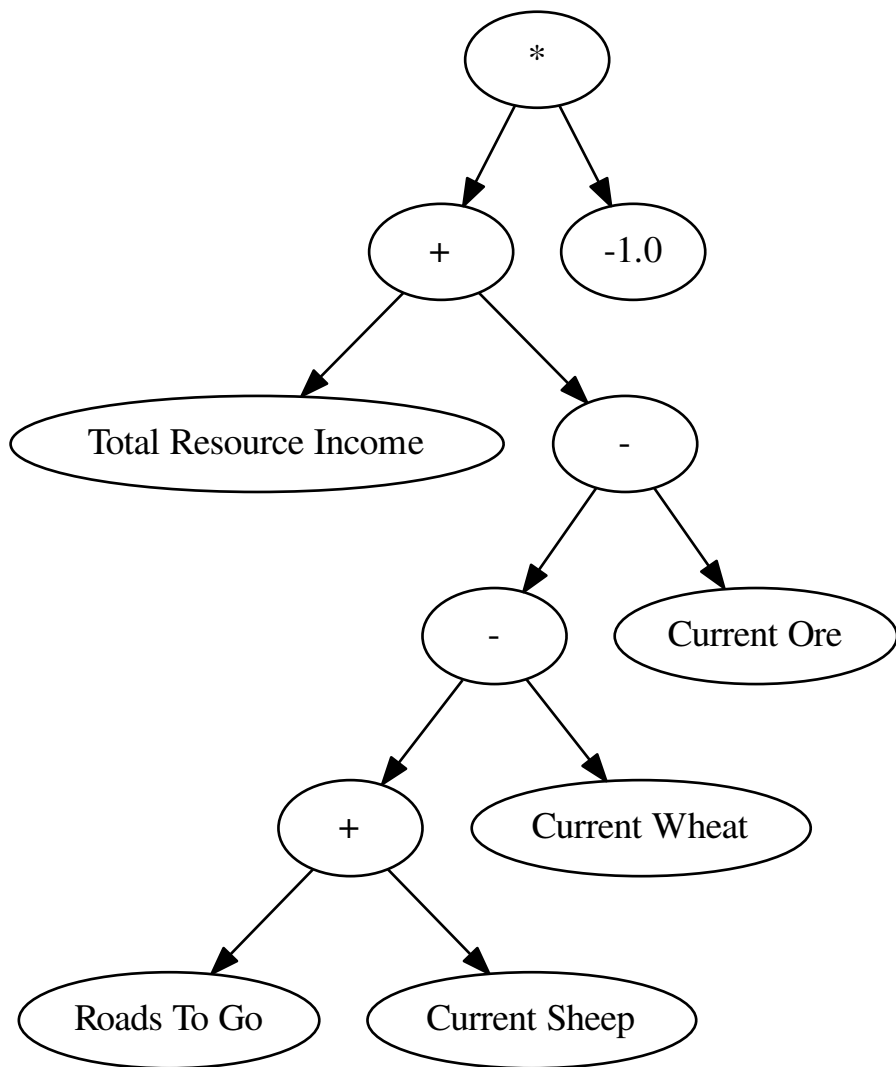 *
+
-1.0
Total Resource Income
-
-
Current Ore
+
Current Wheat
Roads To Go
Current Sheep